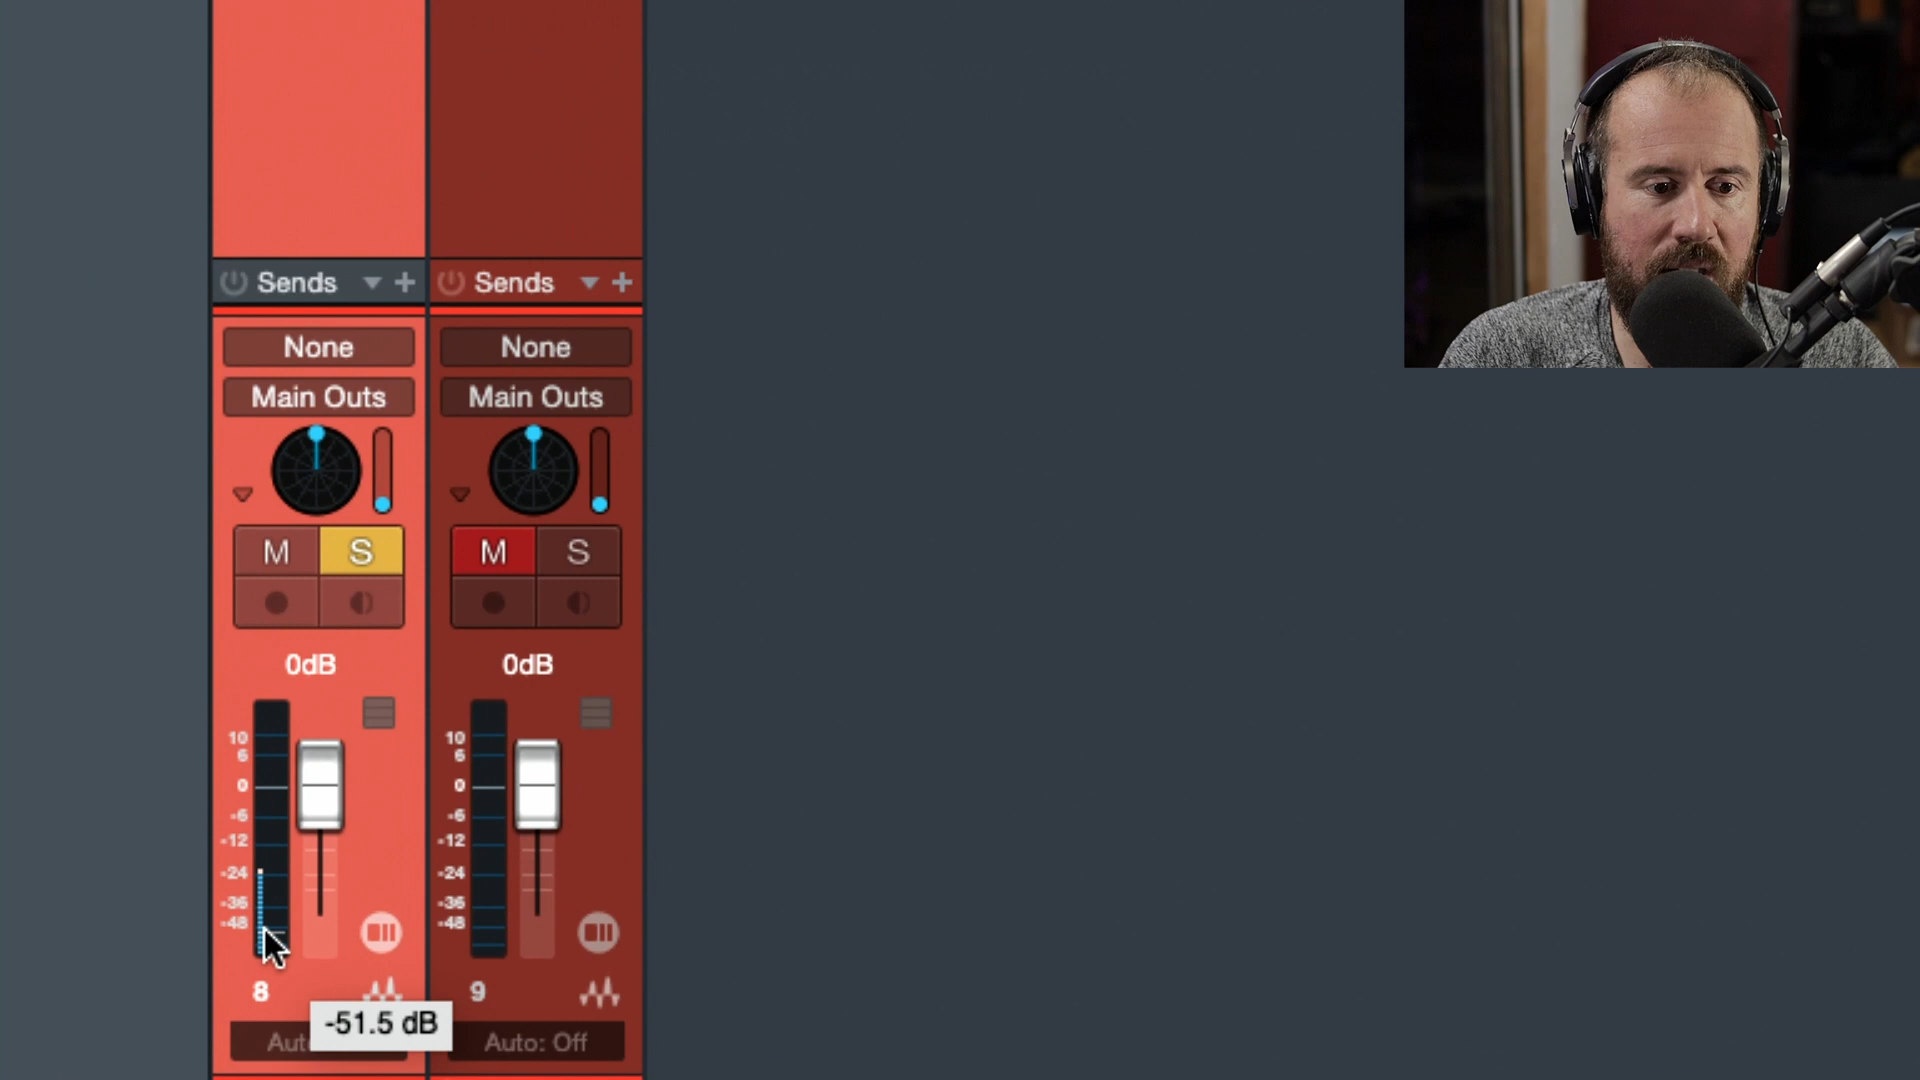 Sends
Sends
None
None
Main Outs
Main Outs
M S
M S
0dB
0dB
10
6
0
-6
-12
-24
-36
-48
10
6
0
-6
-12
-24
-36
-48
8
9
-51.5 dB
Auto: Off